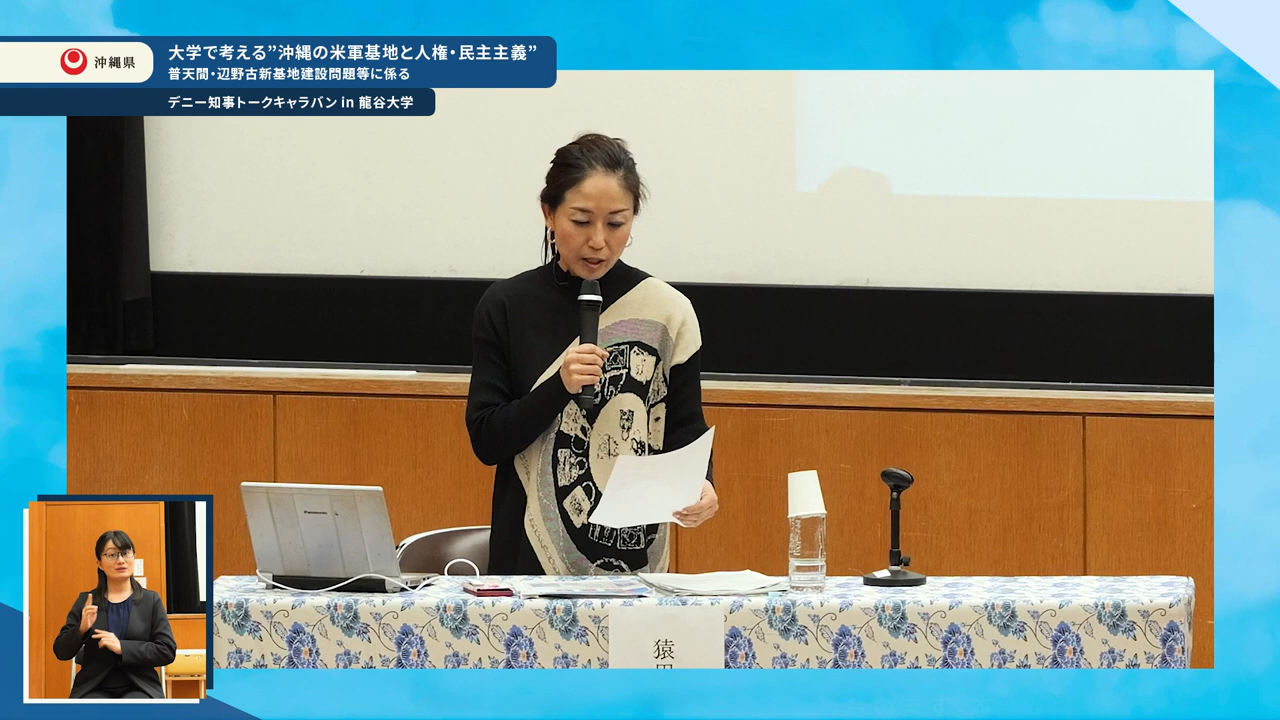 沖縄県
大学で考える”沖縄の米軍基地と人権・民主主義”
普天間・辺野古新基地建設問題等に係る
デニー知事トークキャラバン in 龍谷大学
Panasonic
猿